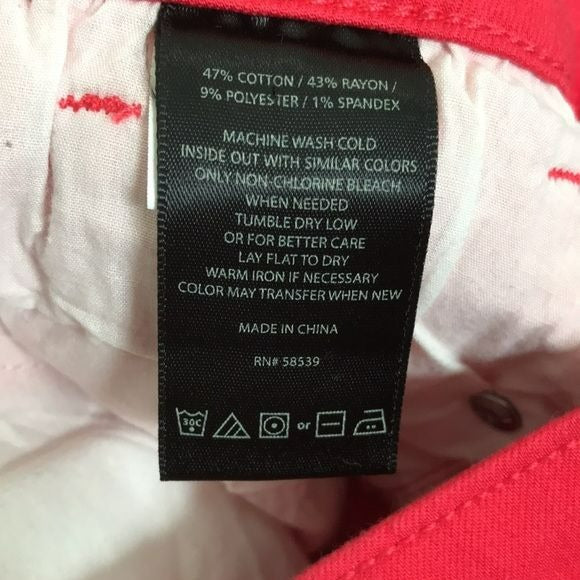 47% COTTON / 43% RAYON /
9% POLYESTER / 1% SPANDEX
MACHINE WASH COLD
INSIDE OUT WITH SIMILAR COLORS
ONLY NON-CHLORINE BLEACH
WHEN NEEDED
TUMBLE DRY LOW
OR FOR BETTER CARE
LAY FLAT TO DRY
WARM IRON IF NECESSARY
COLOR MAY TRANSFER WHEN NEW
MADE IN CHINA
RN# 58539
30C or